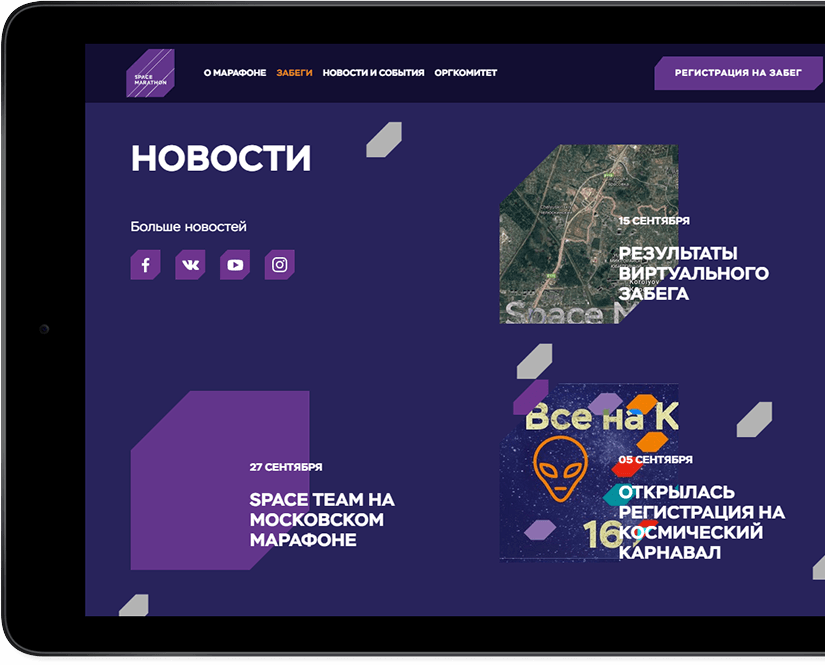 SPACE
MARATHON
О МАРАФОНЕ ЗАБЕГИ НОВОСТИ И СОБЫТИЯ ОРГКОМИТЕТ
РЕГИСТРАЦИЯ НА ЗАБЕГ
НОВОСТИ
Больше новостей
15 СЕНТЯБРЯ
РЕЗУЛЬТАТЫ
ВИРТУАЛЬНОГО
ЗАБЕГА
Korolyov
Space M
27 СЕНТЯБРЯ
SPACE TEAM НА
МОСКОВСКОМ
МАРАФОНЕ
Все на К
05 СЕНТЯБРЯ
ОТКРЫЛАСЬ
РЕГИСТРАЦИЯ НА
КОСМИЧЕСКИЙ
КАРНАВАЛ
16